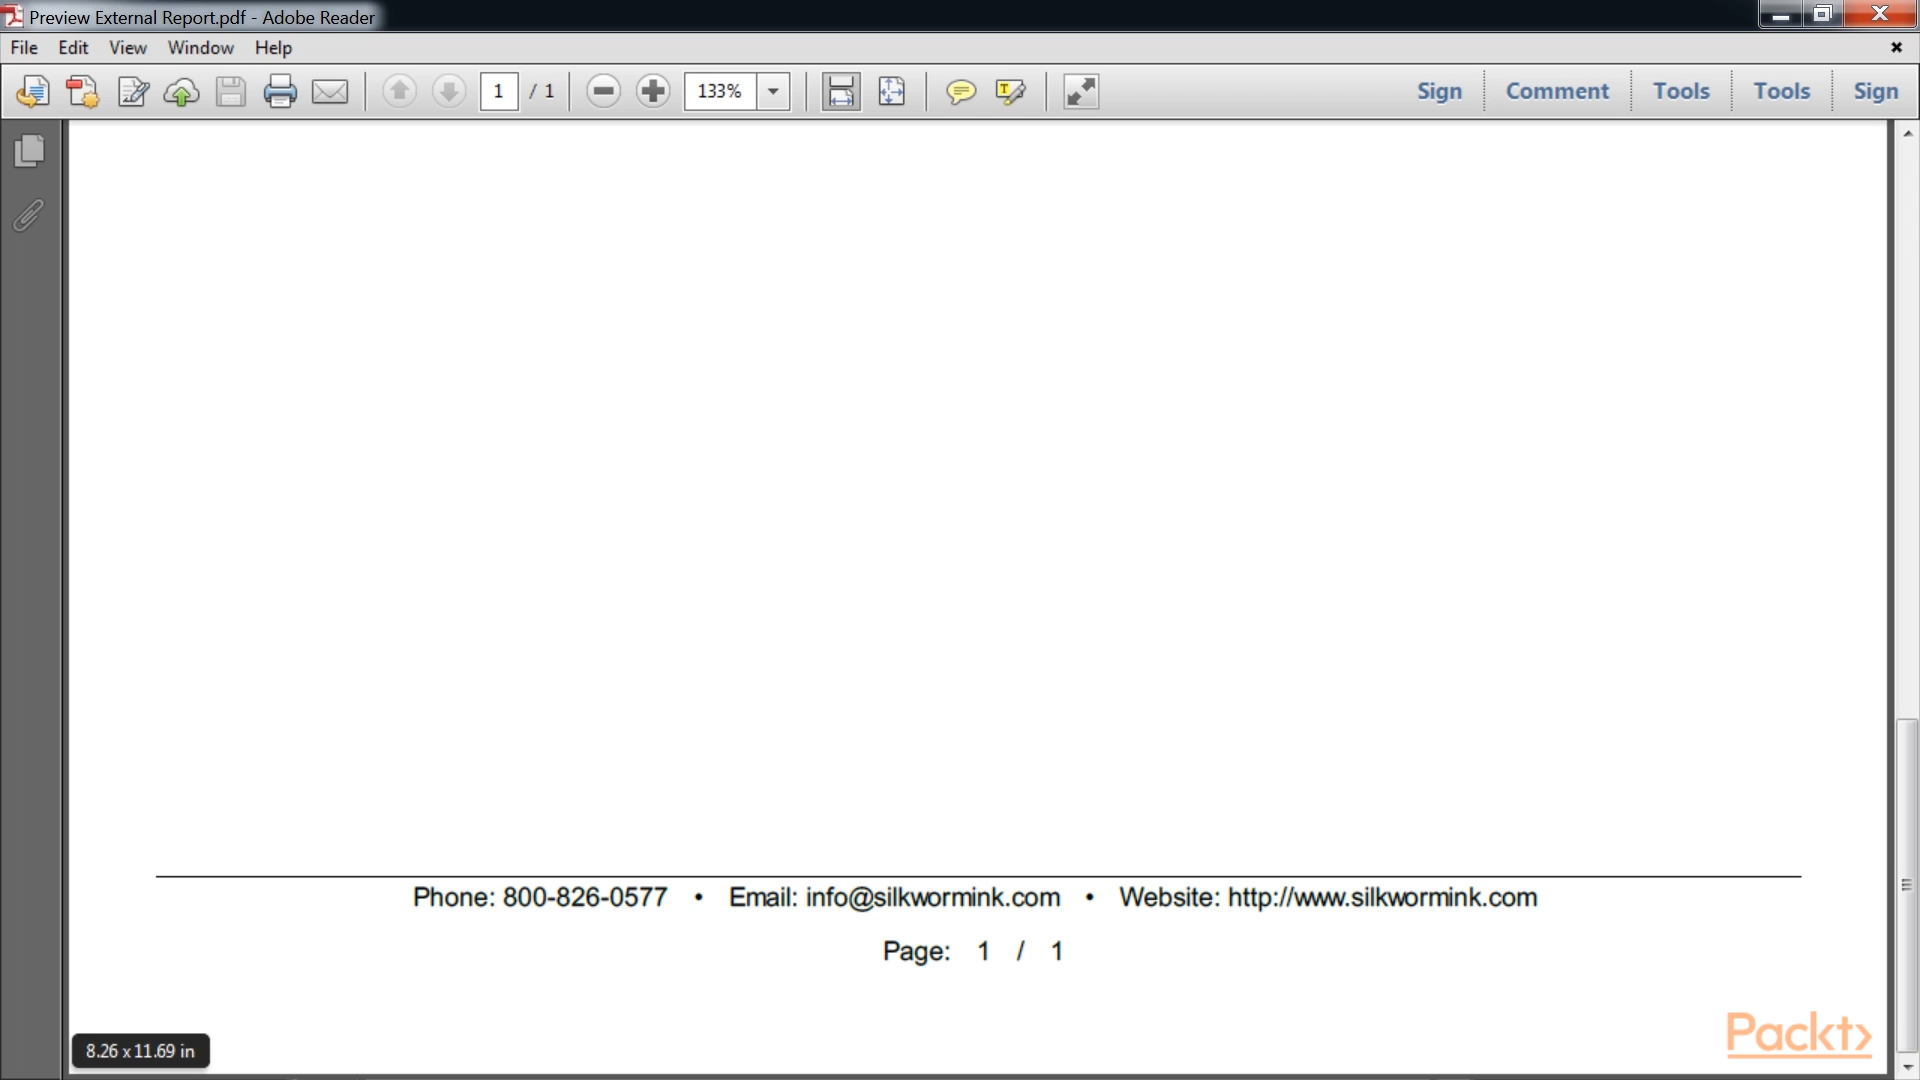 Preview External Report.pdf - Adobe Reader
File Edit View Window Help
1 / 1 133% Sign Comment Tools Tools Sign
Phone: 800-826-0577 • Email: info@silkwormink.com • Website: http://www.silkwormink.com
Page: 1 / 1
Packt>
8.26 x 11.69 in